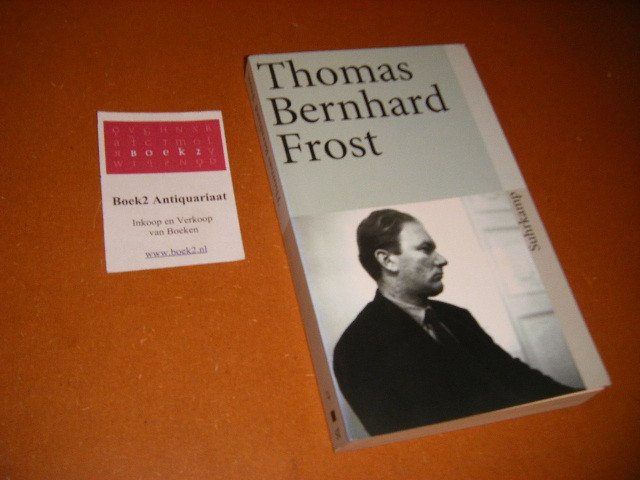 BOEK2
Boek2 Antiquariaat
Inkoop en Verkoop
van Boeken
www.boek2.nl
Thomas
Bernhard
Frost
Suhrkamp